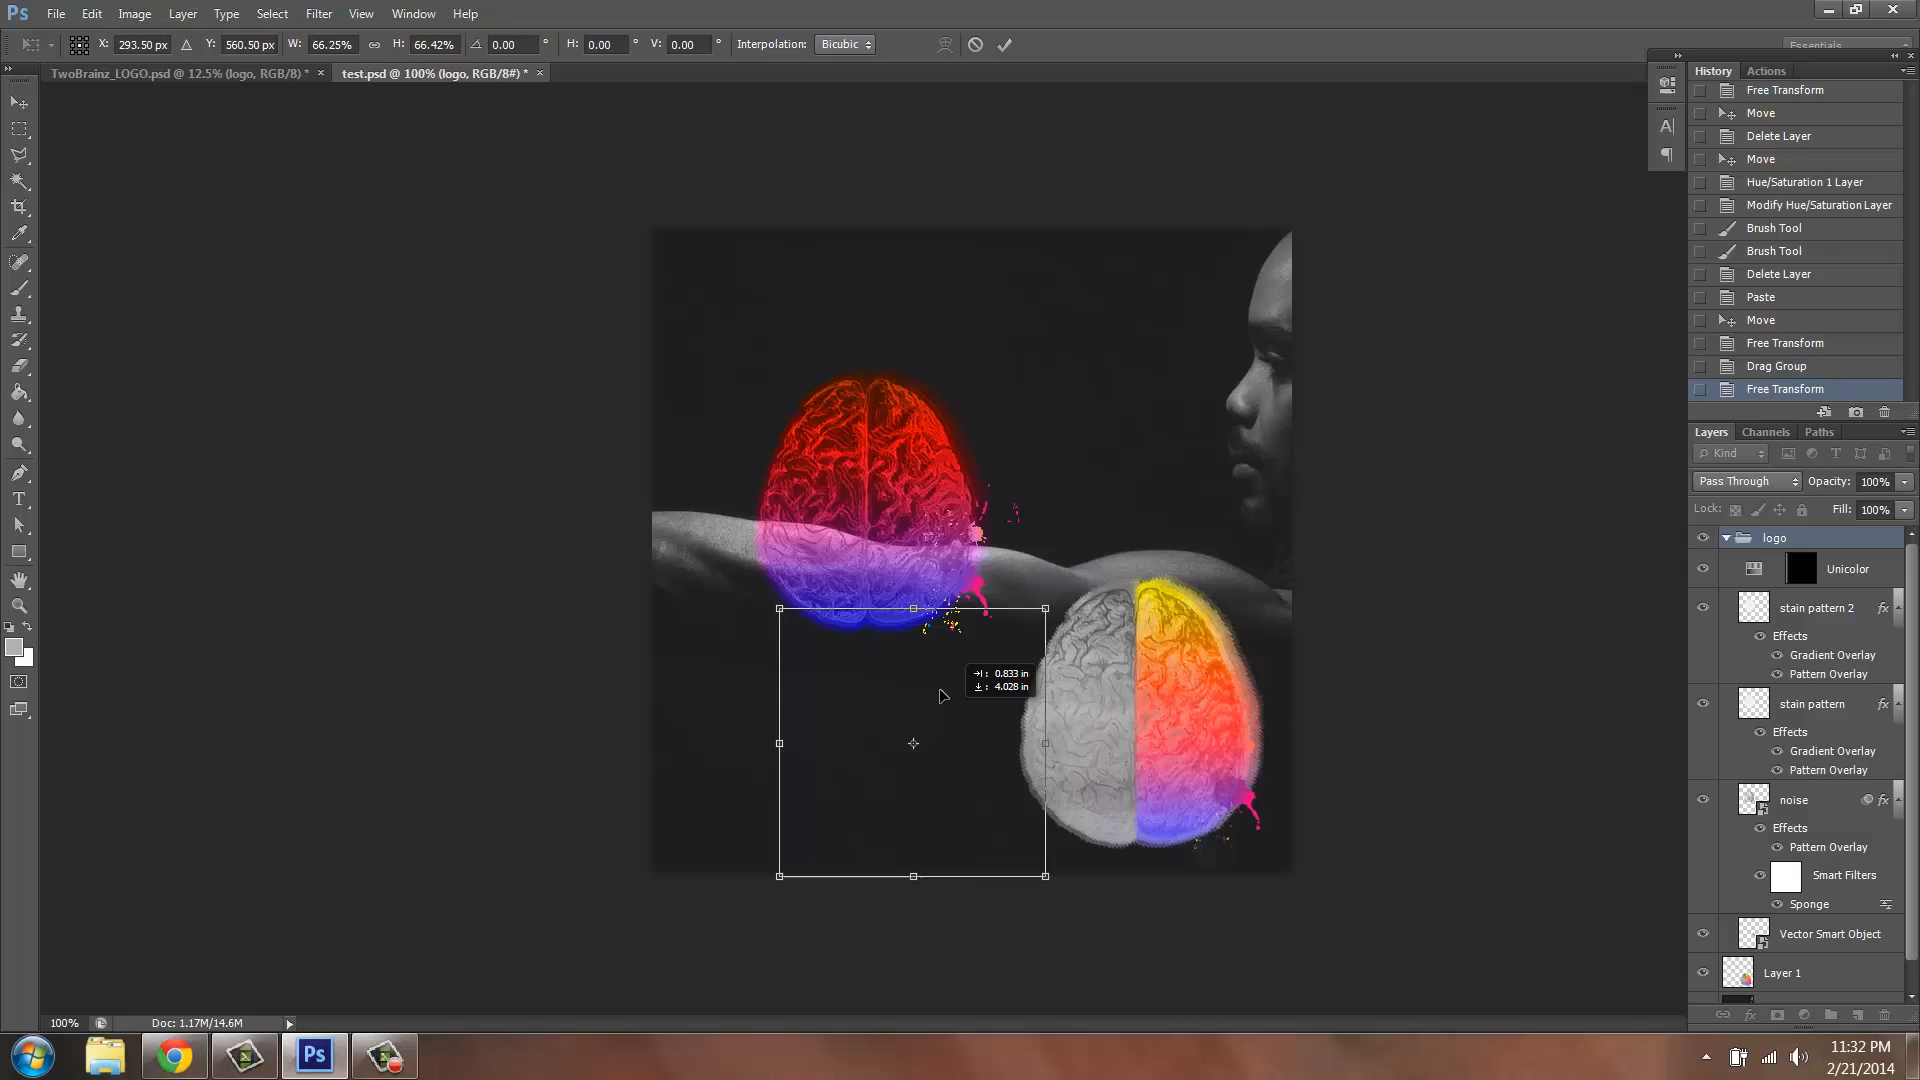 Ps File Edit Image Layer Type Select Filter View Window Help
X: 293.50 px Y: 560.50 px W: 66.25% H: 66.42% 0.00 ° H: 0.00 ° V: 0.00 ° Interpolation: Bicubic
Essentials
TwoBrainz_LOGO.psd @ 12.5% (logo, RGB/8) * × test.psd @ 100% (logo, RGB/8#) * ×
History Actions
Free Transform
Move
Delete Layer
Move
Hue/Saturation 1 Layer
Modify Hue/Saturation Layer
Brush Tool
Brush Tool
Delete Layer
Paste
Move
Free Transform
Drag Group
Free Transform
Layers Channels Paths
Kind
Pass Through Opacity: 100%
Lock: Fill: 100%
logo
Unicolor
stain pattern 2 fx
Effects
Gradient Overlay
Pattern Overlay
stain pattern fx
Effects
Gradient Overlay
Pattern Overlay
noise fx
Effects
Pattern Overlay
Smart Filters
Sponge
Vector Smart Object
Layer 1
: 0.833 in
: 4.028 in
100% Doc: 1.17M/14.6M
Ps
11:32 PM
2/21/2014